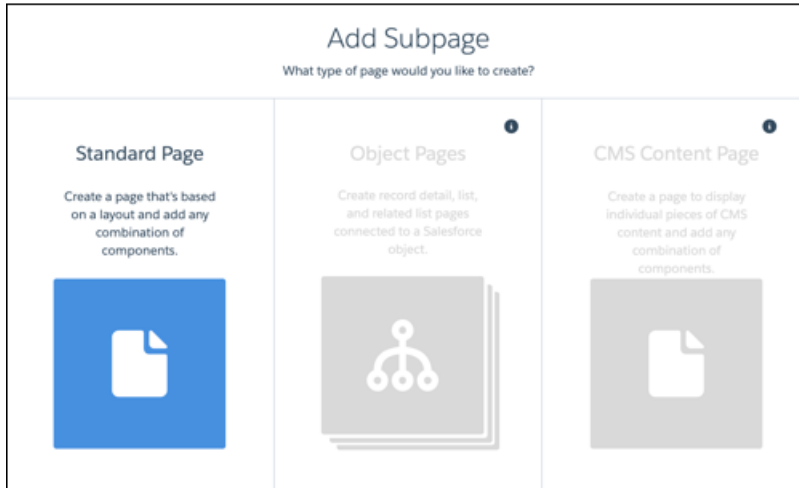 Add Subpage
What type of page would you like to create?
Standard Page
Create a page that's based
on a layout and add any
combination of
components.
Object Pages
Create record detail, list,
and related list pages
connected to a Salesforce
object.
CMS Content Page
Create a page to display
individual pieces of CMS
content and add any
combination of
components.